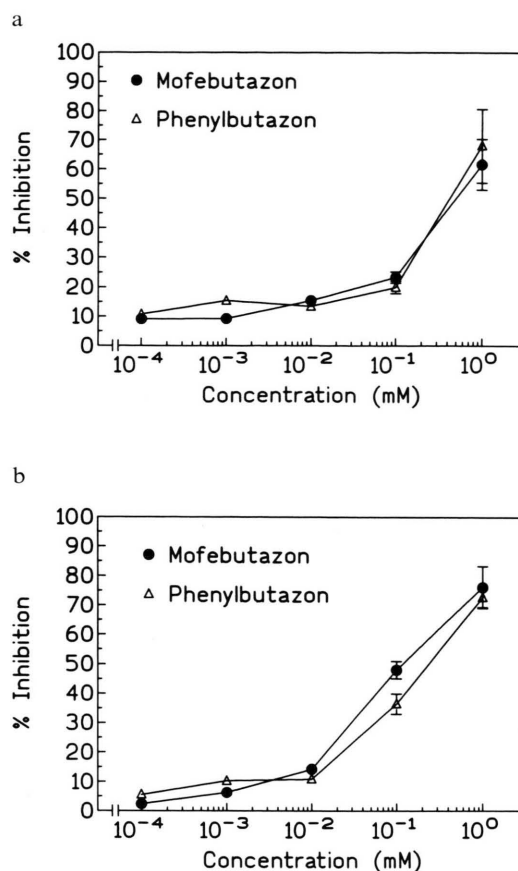 a
100
90
80
70
60
50
40
30
20
10
0
% Inhibition
● Mofebutazon
△ Phenylbutazon
10⁻⁴ 10⁻³ 10⁻² 10⁻¹ 10⁰
Concentration (mM)
b
100
90
80
70
60
50
40
30
20
10
0
% Inhibition
● Mofebutazon
△ Phenylbutazon
10⁻⁴ 10⁻³ 10⁻² 10⁻¹ 10⁰
Concentration (mM)